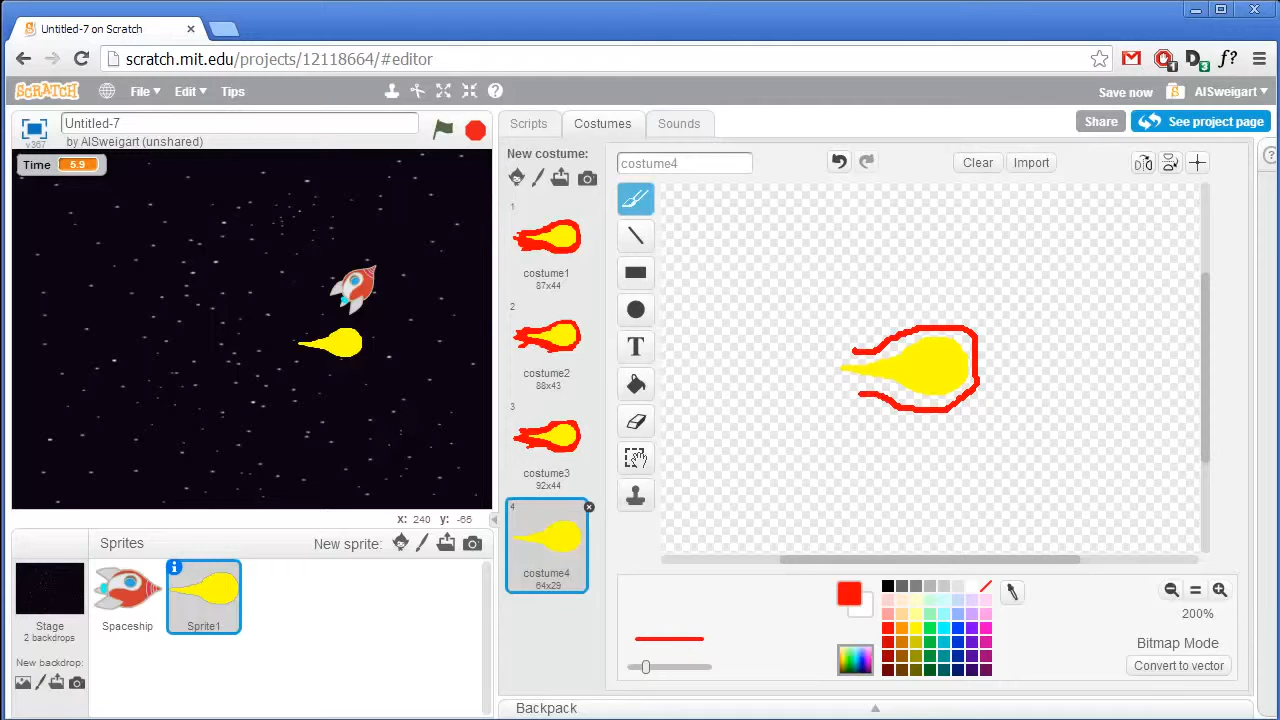 Untitled-7 on Scratch
scratch.mit.edu/projects/12118664/#editor
1
3
f?
SCRATCH
File
Edit
Tips
Save now
AlSweigart
Untitled-7
by AlSweigart (unshared)
v367
Scripts
Costumes
Sounds
Share
See project page
Time 5.9
New costume:
costume4
Clear
Import
1
costume1
87x44
2
costume2
88x43
3
costume3
92x44
4
costume4
64x29
T
x: 240 y: -65
Sprites
New sprite:
Stage
2 backdrops
New backdrop:
Spaceship
Sprite1
200%
Bitmap Mode
Convert to vector
Backpack